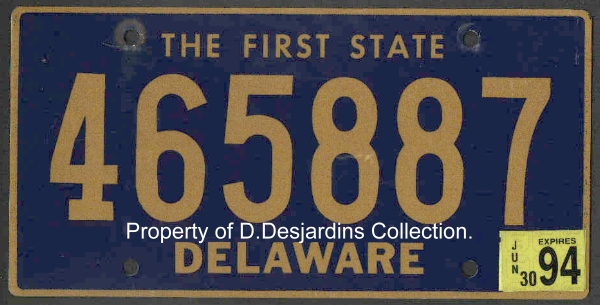 THE FIRST STATE
465887
Property of D.Desjardins Collection.
DELAWARE
JUN 30 EXPIRES 94